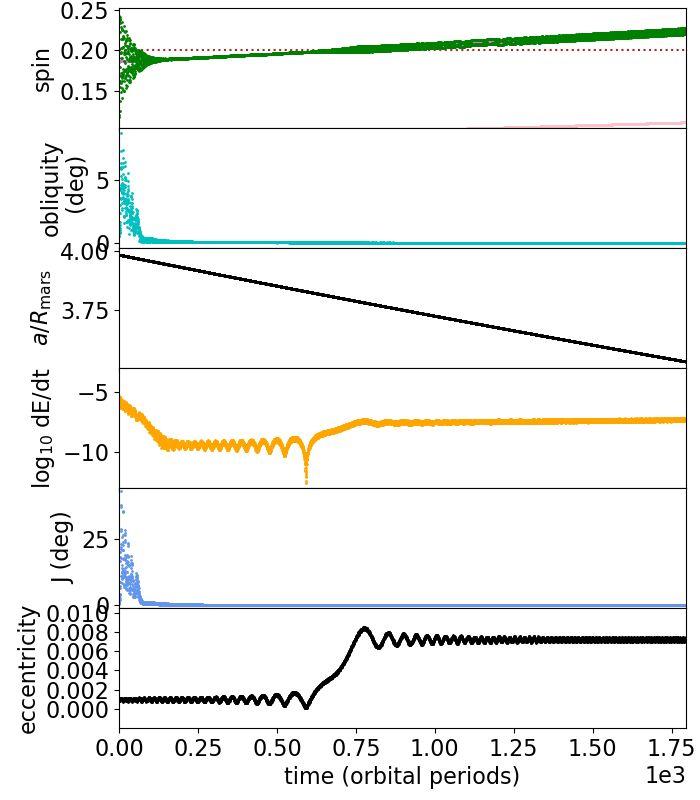 0.25
0.20
0.15
spin
5
0
obliquity
(deg)
4.00
3.75
a/R_mars
−5
−10
log₁₀ dE/dt
25
0
J (deg)
0.010
0.008
0.006
0.004
0.002
0.000
eccentricity
0.00 0.25 0.50 0.75 1.00 1.25 1.50 1.75
1e3
time (orbital periods)